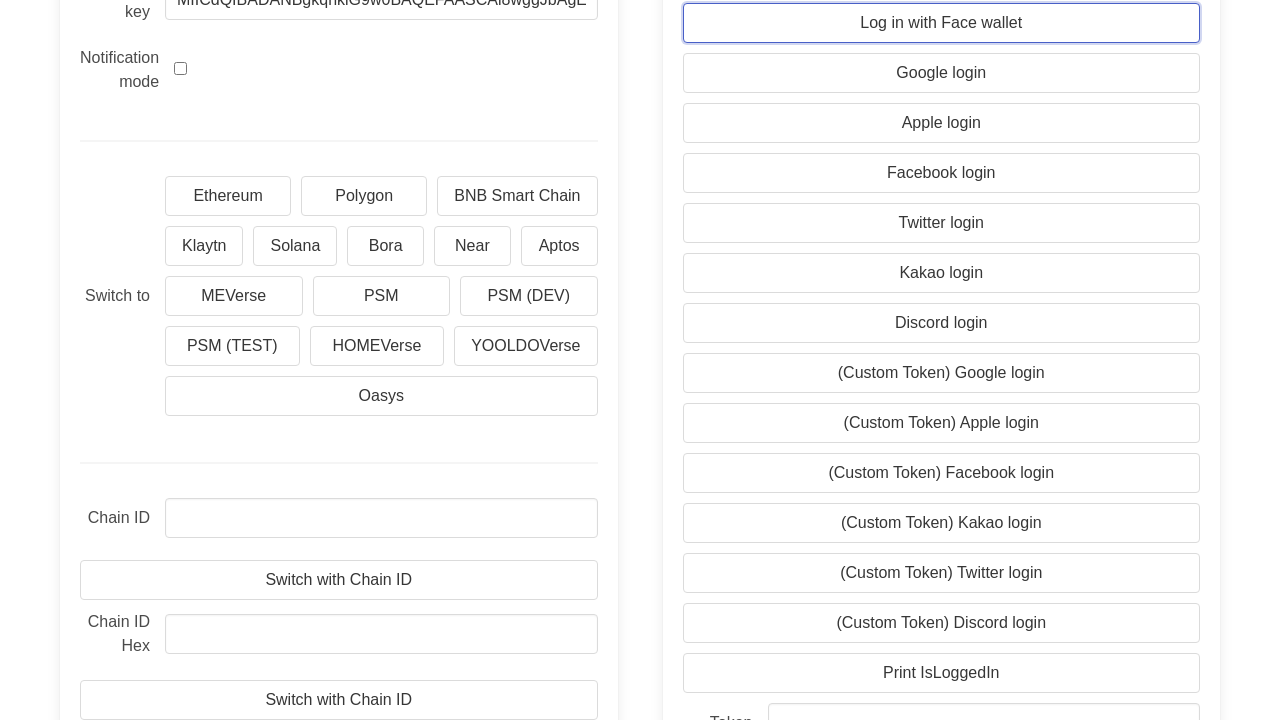 key
Notification
mode
Switch to
Ethereum
Polygon
BNB Smart Chain
Klaytn
Solana
Bora
Near
Aptos
MEVerse
PSM
PSM (DEV)
PSM (TEST)
HOMEVerse
YOOLDOVerse
Oasys
Chain ID
Switch with Chain ID
Chain ID
Hex
Switch with Chain ID
Log in with Face wallet
Google login
Apple login
Facebook login
Twitter login
Kakao login
Discord login
(Custom Token) Google login
(Custom Token) Apple login
(Custom Token) Facebook login
(Custom Token) Kakao login
(Custom Token) Twitter login
(Custom Token) Discord login
Print IsLoggedIn
Token